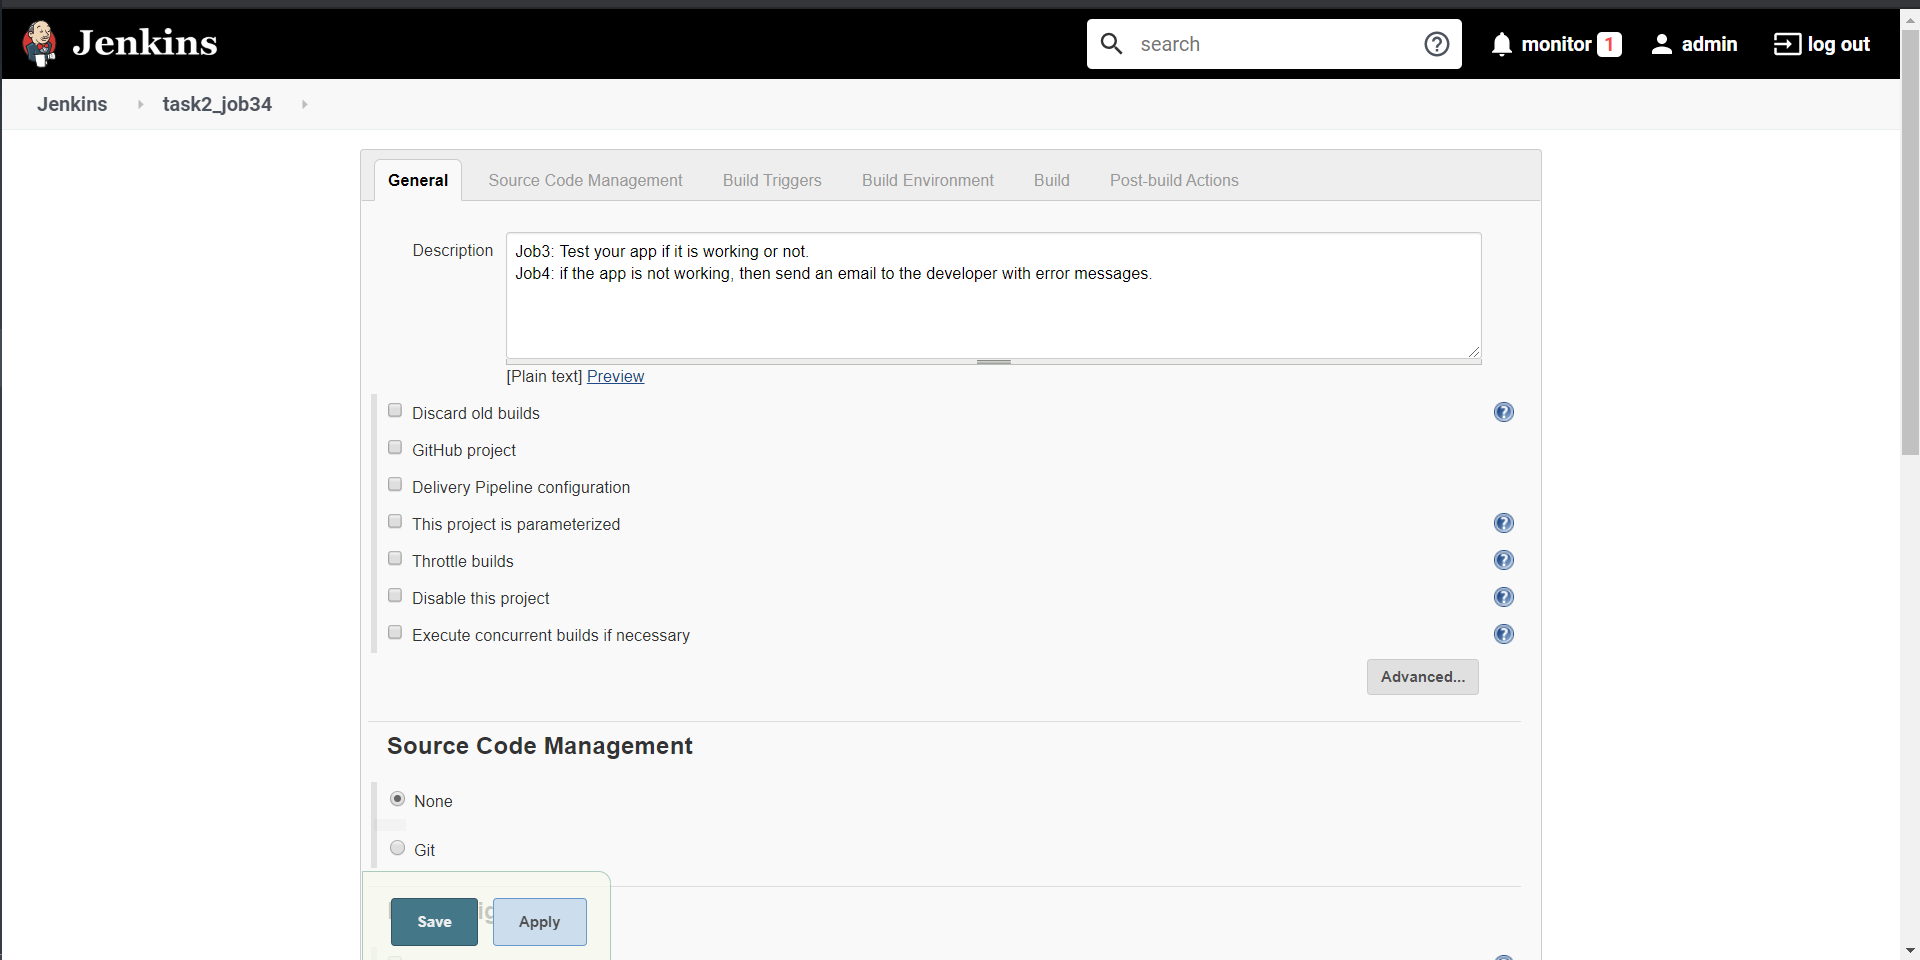 Jenkins
search
monitor 1
admin
log out
Jenkins
task2_job34
General
Source Code Management
Build Triggers
Build Environment
Build
Post-build Actions
Description
Job3: Test your app if it is working or not.
Job4: if the app is not working, then send an email to the developer with error messages.
[Plain text] Preview
Discard old builds
GitHub project
Delivery Pipeline configuration
This project is parameterized
Throttle builds
Disable this project
Execute concurrent builds if necessary
Advanced...
Source Code Management
None
Git
Save
Apply